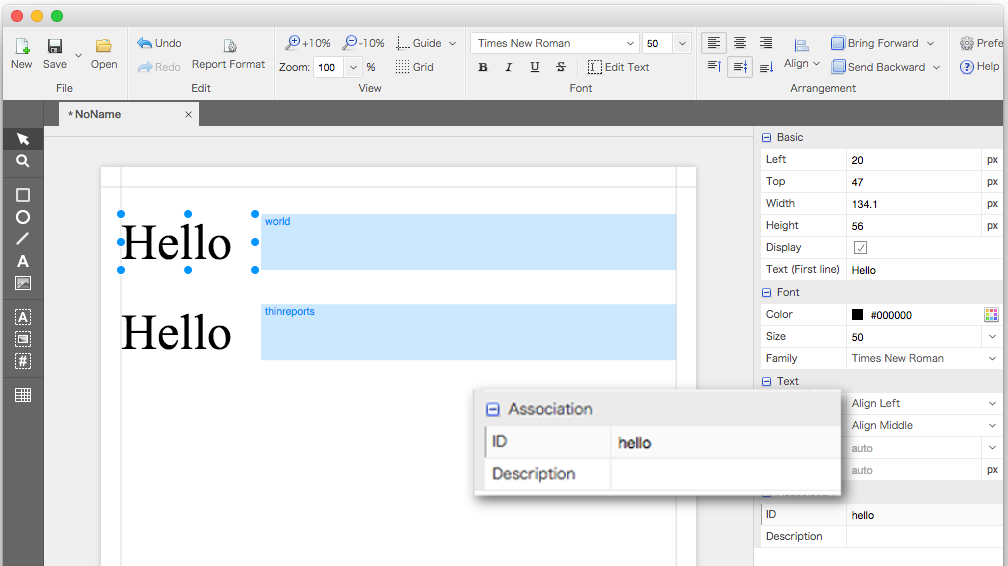 +10% -10% Guide Times New Roman 50 Bring Forward Prefe
New Save Open Undo Redo Report Format Zoom: 100 % Grid B I U S Edit Text Align Send Backward Help
File Edit View Font Arrangement
* NoName
Basic
Left 20 px
Top 47 px
Width 134.1 px
Height 56 px
Display
Text (First line) Hello
Font
Color #000000
Size 50
Family Times New Roman
Text
Align Left
Align Middle
auto
auto px
ID hello
Description
Hello world
Hello thinreports
Association
ID hello
Description
A
A
#